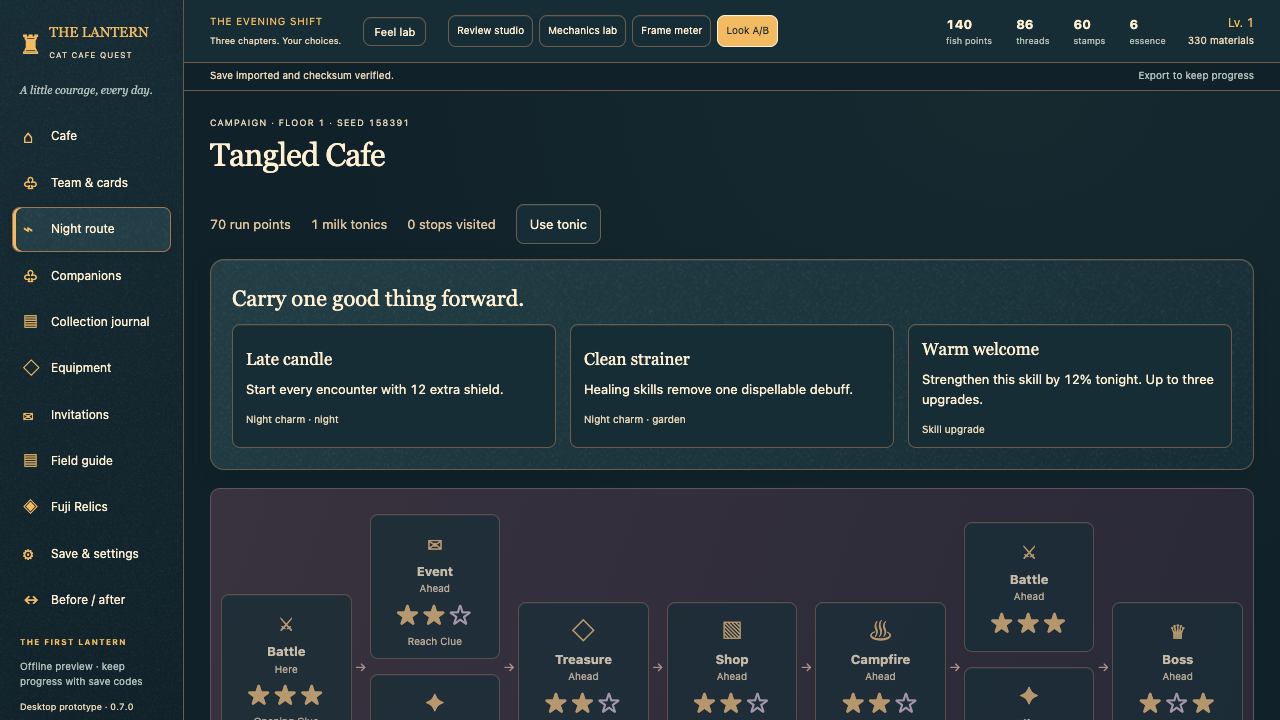 THE LANTERN
CAT CAFE QUEST
A little courage, every day.
Cafe
Team & cards
Night route
Companions
Collection journal
Equipment
Invitations
Field guide
Fuji Relics
Save & settings
Before / after
THE FIRST LANTERN
Offline preview · keep
progress with save codes
Desktop prototype · 0.7.0
THE EVENING SHIFT
Three chapters. Your choices.
Feel lab
Review studio
Mechanics lab
Frame meter
Look A/B
140
fish points
86
threads
60
stamps
6
essence
Lv. 1
330 materials
Save imported and checksum verified.
Export to keep progress
CAMPAIGN · FLOOR 1 · SEED 158391
Tangled Cafe
70 run points
1 milk tonics
0 stops visited
Use tonic
Carry one good thing forward.
Late candle
Start every encounter with 12 extra shield.
Night charm · night
Clean strainer
Healing skills remove one dispellable debuff.
Night charm · garden
Warm welcome
Strengthen this skill by 12% tonight. Up to three
upgrades.
Skill upgrade
Battle
Here
Event
Ahead
Reach Clue
Treasure
Ahead
Shop
Ahead
Campfire
Ahead
Battle
Ahead
Boss
Ahead